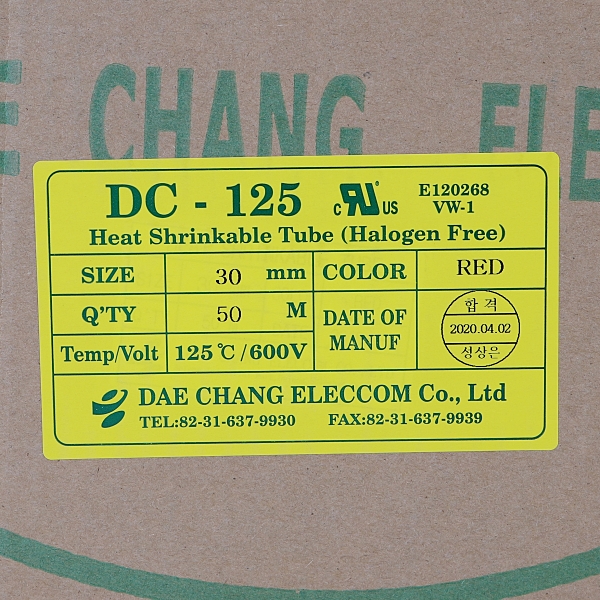 E CHANG ELE
DC - 125 c RU US E120268
VW-1
Heat Shrinkable Tube (Halogen Free)
SIZE 30 mm COLOR RED
Q'TY 50 M DATE OF MANUF
합격
2020.04.02
성상은
Temp/Volt 125℃/600V
DAE CHANG ELECCOM Co., Ltd
TEL:82-31-637-9930 FAX:82-31-637-9939